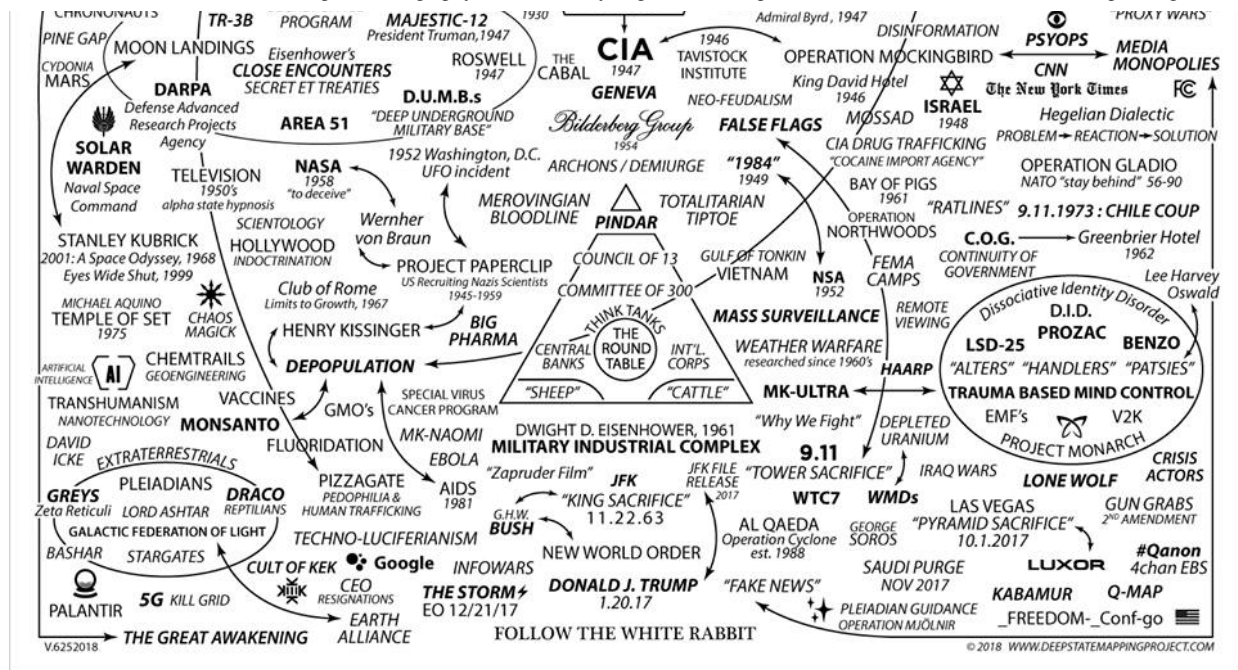 CHRONONAUTS
TR-3B
PROGRAM
MAJESTIC-12
President Truman, 1947
1930
Admiral Byrd, 1947
DISINFORMATION
"PROXY WARS"
PINE GAP
MOON LANDINGS
CYDONIA
MARS
Eisenhower's
CLOSE ENCOUNTERS
SECRET ET TREATIES
ROSWELL
1947
THE
CABAL
CIA
1947
GENEVA
1946
TAVISTOCK
INSTITUTE
OPERATION MOCKINGBIRD
PSYOPS
MEDIA
MONOPOLIES
CNN
The New York Times
FC
DARPA
Defense Advanced
Research Projects
Agency
AREA 51
D.U.M.B.s
"DEEP UNDERGROUND
MILITARY BASE"
NEO-FEUDALISM
King David Hotel
1946
MOSSAD
ISRAEL
1948
Hegelian Dialectic
PROBLEM → REACTION → SOLUTION
Bilderberg Group
1954
FALSE FLAGS
CIA DRUG TRAFFICKING
"COCAINE IMPORT AGENCY"
OPERATION GLADIO
NATO "stay behind" 56-90
SOLAR
WARDEN
Naval Space
Command
TELEVISION
1950's
alpha state hypnosis
NASA
1958
"to deceive"
1952 Washington, D.C.
UFO incident
ARCHONS / DEMIURGE
"1984"
1949
BAY OF PIGS
1961
"RATLINES"
9.11.1973 : CHILE COUP
SCIENTOLOGY
HOLLYWOOD
INDOCTRINATION
Wernher
von Braun
MEROVINGIAN
BLOODLINE
PINDAR
TOTALITARIAN
TIPTOE
OPERATION
NORTHWOODS
C.O.G.
CONTINUITY OF
GOVERNMENT
Greenbrier Hotel
1962
STANLEY KUBRICK
2001: A Space Odyssey, 1968
Eyes Wide Shut, 1999
PROJECT PAPERCLIP
US Recruiting Nazis Scientists
1945-1959
COUNCIL OF 13
COMMITTEE OF 300
GULF OF TONKIN
VIETNAM
NSA
1952
FEMA
CAMPS
Lee Harvey
Oswald
MICHAEL AQUINO
TEMPLE OF SET
1975
CHAOS
MAGICK
Club of Rome
Limits to Growth, 1967
HENRY KISSINGER
BIG
PHARMA
THINK TANKS
THE
ROUND
TABLE
CENTRAL
BANKS
INT'L.
CORPS
"SHEEP"
"CATTLE"
MASS SURVEILLANCE
REMOTE
VIEWING
Dissociative Identity Disorder
D.I.D.
PROZAC
LSD-25
BENZO
"ALTERS"
"HANDLERS"
"PATSIES"
TRAUMA BASED MIND CONTROL
EMF's
V2K
PROJECT MONARCH
ARTIFICIAL
INTELLIGENCE
AI
CHEMTRAILS
GEOENGINEERING
DEPOPULATION
WEATHER WARFARE
researched since 1960's
HAARP
MK-ULTRA
TRANSHUMANISM
NANOTECHNOLOGY
VACCINES
MONSANTO
GMO's
SPECIAL VIRUS
CANCER PROGRAM
"Why We Fight"
DEPLETED
URANIUM
DAVID
ICKE
FLUORIDATION
MK-NAOMI
EBOLA
DWIGHT D. EISENHOWER, 1961
MILITARY INDUSTRIAL COMPLEX
9.11
"TOWER SACRIFICE"
WTC7
WMDs
IRAQ WARS
LONE WOLF
CRISIS
ACTORS
EXTRATERRESTRIALS
PLEIADIANS
GREYS
Zeta Reticuli
LORD ASHTAR
DRACO
REPTILIANS
GALACTIC FEDERATION OF LIGHT
BASHAR
STARGATES
PIZZAGATE
PEDOPHILIA &
HUMAN TRAFFICKING
AIDS
1981
"Zapruder Film"
JFK
"KING SACRIFICE"
11.22.63
JFK FILE
RELEASE
2017
G.H.W.
BUSH
AL QAEDA
Operation Cyclone
est. 1988
GEORGE
SOROS
LAS VEGAS
"PYRAMID SACRIFICE"
10.1.2017
GUN GRABS
2ND AMENDMENT
TECHNO-LUCIFERIANISM
NEW WORLD ORDER
SAUDI PURGE
NOV 2017
LUXOR
#Qanon
4chan EBS
PALANTIR
5G KILL GRID
CULT OF KEK
Google
CEO
RESIGNATIONS
INFOWARS
THE STORM
EO 12/21/17
DONALD J. TRUMP
1.20.17
"FAKE NEWS"
PLEIADIAN GUIDANCE
OPERATION MJÖLNIR
KABAMUR
Q-MAP
_FREEDOM-_Conf-go
EARTH
ALLIANCE
THE GREAT AWAKENING
V.6252018
FOLLOW THE WHITE RABBIT
© 2018 WWW.DEEPSTATEMAPPINGPROJECT.COM